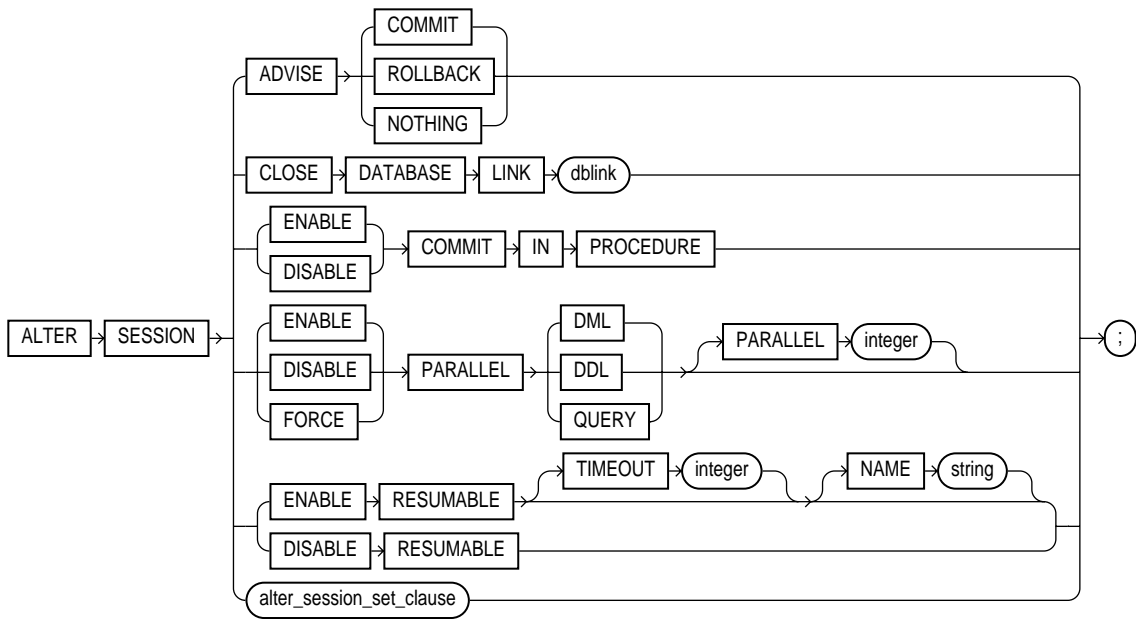 COMMIT
ADVISE ROLLBACK
NOTHING
CLOSE DATABASE LINK dblink
ENABLE
COMMIT IN PROCEDURE
DISABLE
ENABLE DML
PARALLEL integer
ALTER SESSION DISABLE PARALLEL DDL ;
FORCE QUERY
TIMEOUT integer NAME string
ENABLE RESUMABLE
DISABLE RESUMABLE
alter_session_set_clause